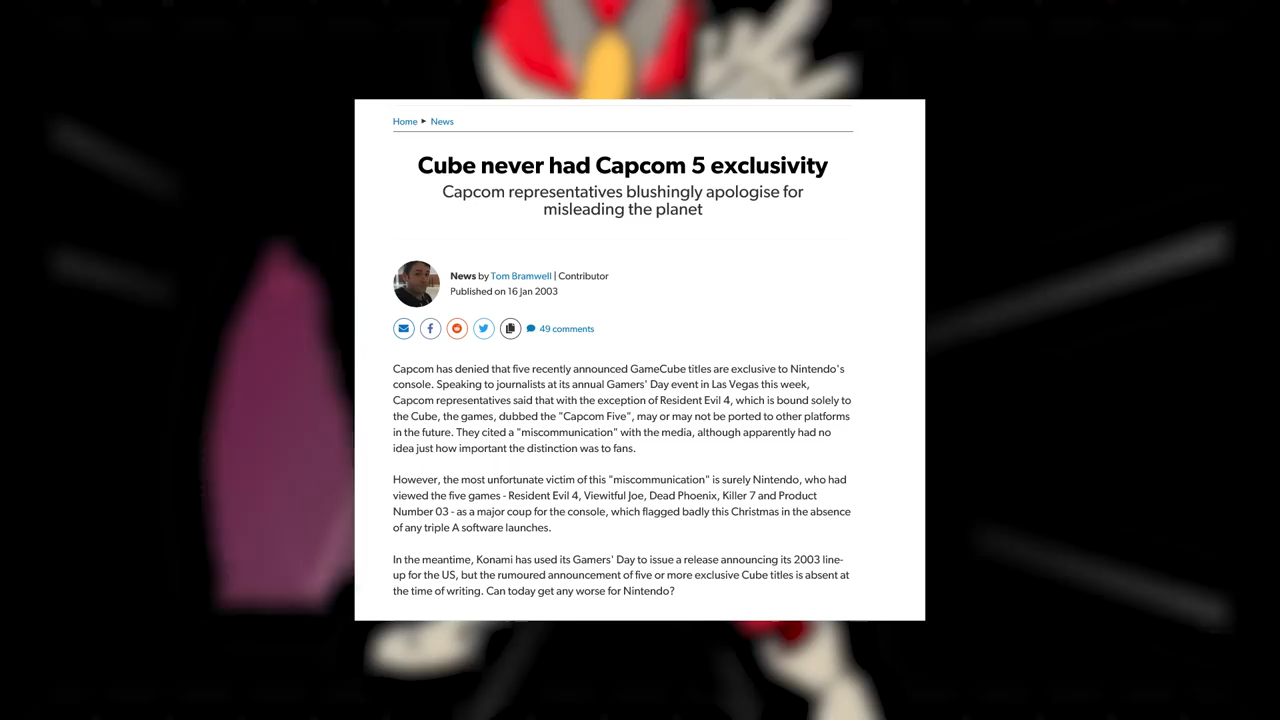 Home ▸ News
Cube never had Capcom 5 exclusivity
Capcom representatives blushingly apologise for
misleading the planet
News by Tom Bramwell | Contributor
Published on 16 Jan 2003
49 comments
Capcom has denied that five recently announced GameCube titles are exclusive to Nintendo's
console. Speaking to journalists at its annual Gamers' Day event in Las Vegas this week,
Capcom representatives said that with the exception of Resident Evil 4, which is bound solely to
the Cube, the games, dubbed the "Capcom Five", may or may not be ported to other platforms
in the future. They cited a "miscommunication" with the media, although apparently had no
idea just how important the distinction was to fans.
However, the most unfortunate victim of this "miscommunication" is surely Nintendo, who had
viewed the five games - Resident Evil 4, Viewitful Joe, Dead Phoenix, Killer 7 and Product
Number 03 - as a major coup for the console, which flagged badly this Christmas in the absence
of any triple A software launches.
In the meantime, Konami has used its Gamers' Day to issue a release announcing its 2003 line-
up for the US, but the rumoured announcement of five or more exclusive Cube titles is absent at
the time of writing. Can today get any worse for Nintendo?